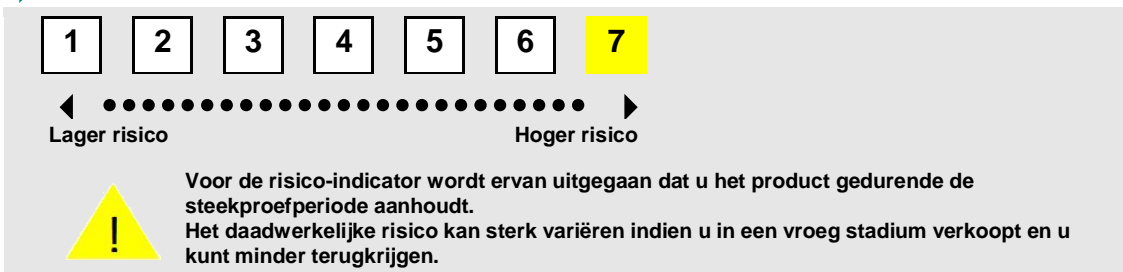 1 2 3 4 5 6 7
Lager risico Hoger risico
! Voor de risico-indicator wordt ervan uitgegaan dat u het product gedurende de
steekproefperiode aanhoudt.
Het daadwerkelijke risico kan sterk variëren indien u in een vroeg stadium verkoopt en u
kunt minder terugkrijgen.